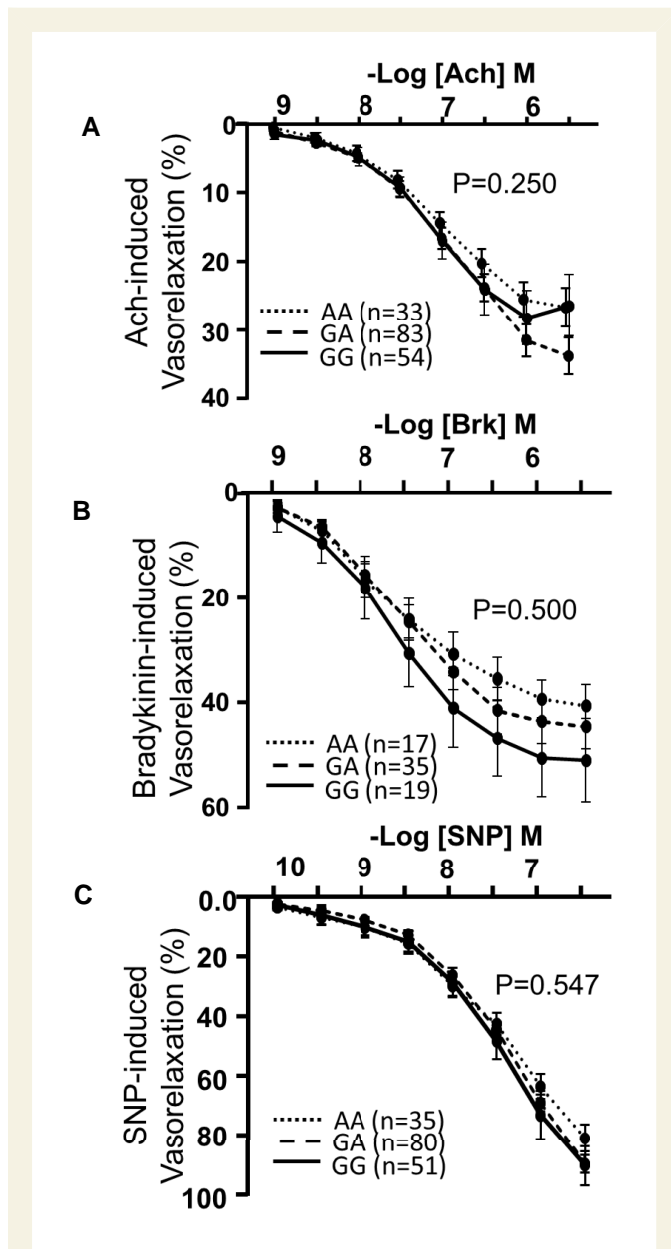 A
-Log [Ach] M
9 8 7 6
0
10
20
30
40
Ach-induced
Vasorelaxation (%)
P=0.250
AA (n=33)
GA (n=83)
GG (n=54)
B
-Log [Brk] M
9 8 7 6
0
20
40
60
Bradykinin-induced
Vasorelaxation (%)
P=0.500
AA (n=17)
GA (n=35)
GG (n=19)
C
-Log [SNP] M
10 9 8 7
0.0
20
40
60
80
100
SNP-induced
Vasorelaxation (%)
P=0.547
AA (n=35)
GA (n=80)
GG (n=51)